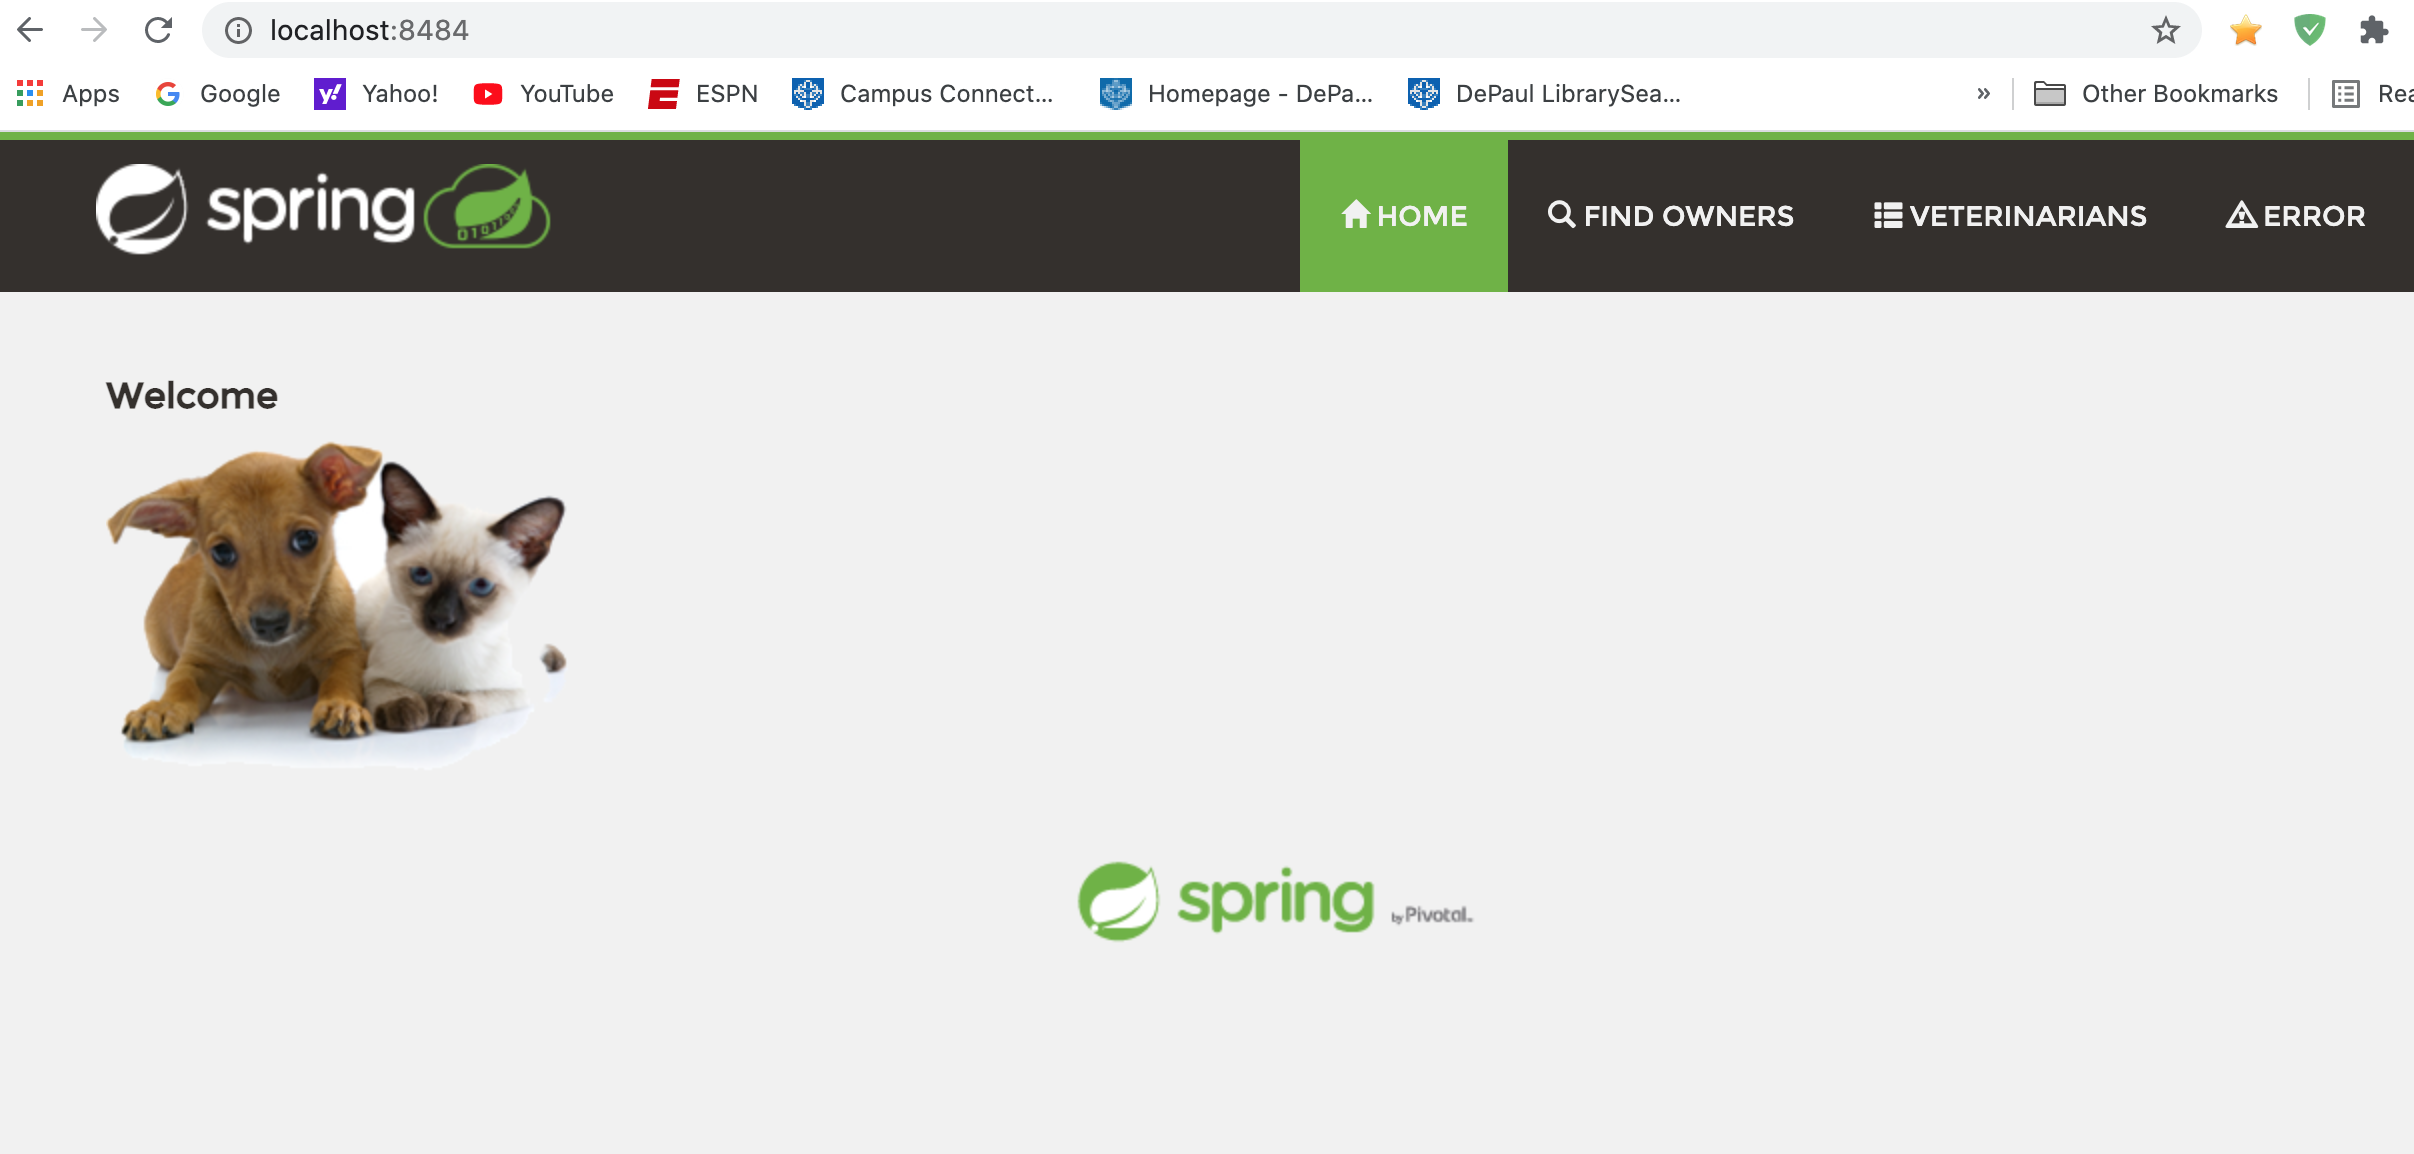 localhost:8484
Apps Google Yahoo! YouTube ESPN Campus Connect... Homepage - DePa... DePaul LibrarySea... » Other Bookmarks Rea
spring HOME FIND OWNERS VETERINARIANS ERROR
Welcome
spring by Pivotal